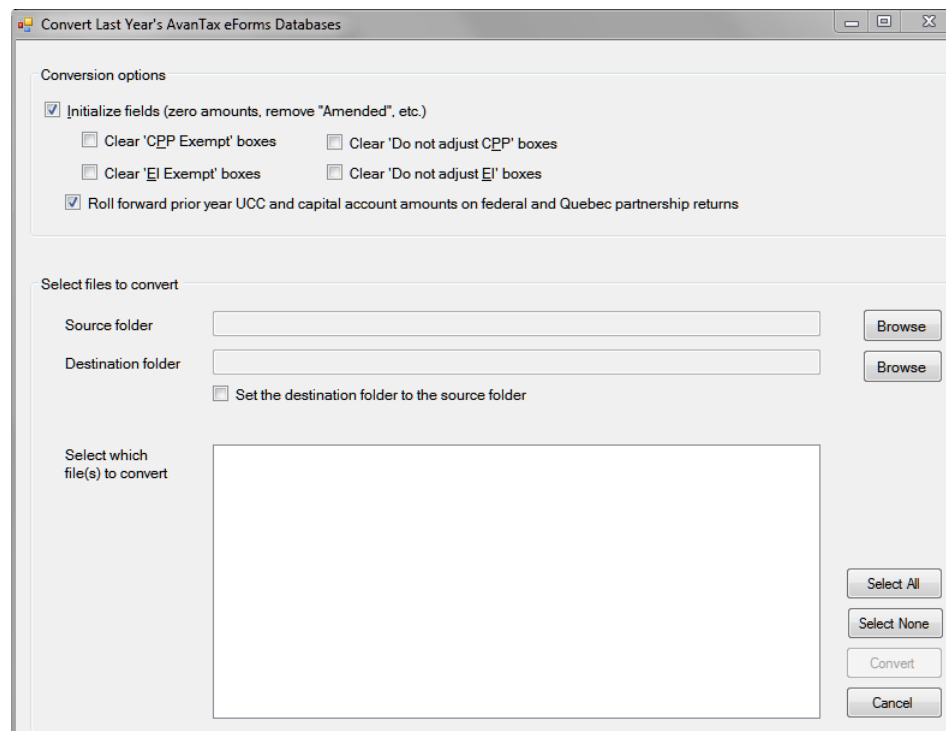 Convert Last Year's AvanTax eForms Databases
Conversion options
Initialize fields (zero amounts, remove "Amended", etc.)
Clear 'CPP Exempt' boxes
Clear 'Do not adjust CPP' boxes
Clear 'EI Exempt' boxes
Clear 'Do not adjust EI' boxes
Roll forward prior year UCC and capital account amounts on federal and Quebec partnership returns
Select files to convert
Source folder
Browse
Destination folder
Browse
Set the destination folder to the source folder
Select which
file(s) to convert
Select All
Select None
Convert
Cancel